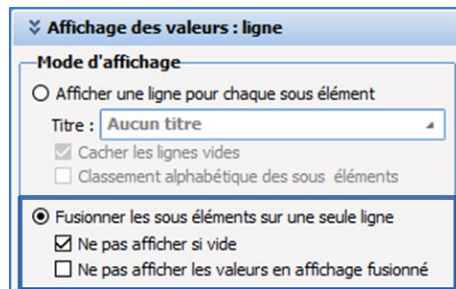 Affichage des valeurs : ligne
Mode d'affichage
Afficher une ligne pour chaque sous élément
Titre : Aucun titre
Cacher les lignes vides
Classement alphabétique des sous éléments
Fusionner les sous éléments sur une seule ligne
Ne pas afficher si vide
Ne pas afficher les valeurs en affichage fusionné